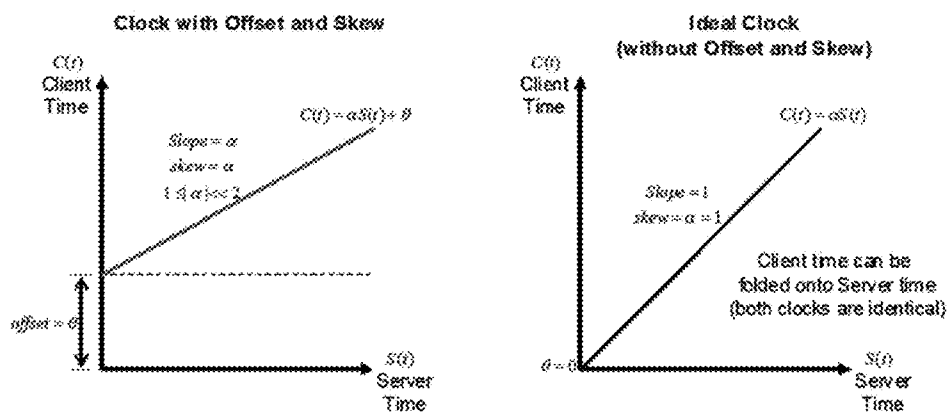 Clock with Offset and Skew
C(t)
Client
Time
C(t) = αS(t) + θ
Slope = α
skew = α
offset = θ
S(t)
Server
Time
Ideal Clock
(without Offset and Skew)
C(t)
Client
Time
C(t) = αS(t)
Slope = 1
skew = α = 1
Client time can be
folded onto Server time
(both clocks are identical)
θ = 0
S(t)
Server
Time